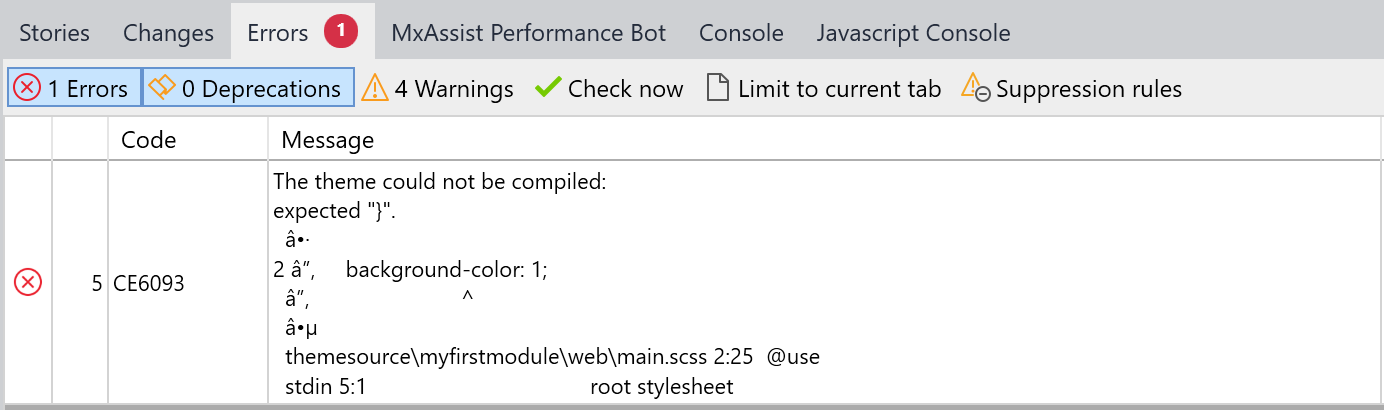 Stories Changes Errors 1 MxAssist Performance Bot Console Javascript Console
1 Errors 0 Deprecations 4 Warnings Check now Limit to current tab Suppression rules
Code Message
The theme could not be compiled:
expected "}".
â•·
2 â”‚ background-color: 1;
â”‚ ^
â•µ
5 CE6093
themesource\myfirstmodule\web\main.scss 2:25 @use
stdin 5:1 root stylesheet